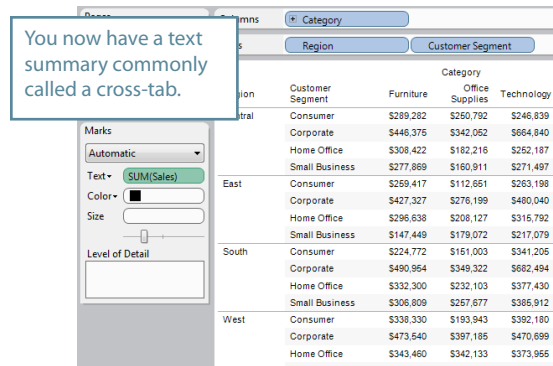 You now have a text
summary commonly
called a cross-tab.
Category
Region Customer Segment
Marks
Automatic
Text SUM(Sales)
Color
Size
Level of Detail
Category
Customer Segment Furniture Office Supplies Technology
Consumer $289,282 $260,792 $246,839
Corporate $446,375 $342,052 $664,840
Home Office $308,422 $182,216 $252,187
Small Business $277,869 $160,911 $271,497
East Consumer $259,417 $112,651 $263,198
Corporate $427,327 $276,199 $480,040
Home Office $296,638 $208,127 $315,792
Small Business $147,449 $179,072 $217,079
South Consumer $224,772 $151,003 $341,205
Corporate $490,954 $349,322 $682,494
Home Office $332,300 $232,103 $377,430
Small Business $306,809 $257,677 $385,912
West Consumer $338,330 $193,943 $392,180
Corporate $473,540 $397,185 $470,699
Home Office $343,460 $342,133 $373,955